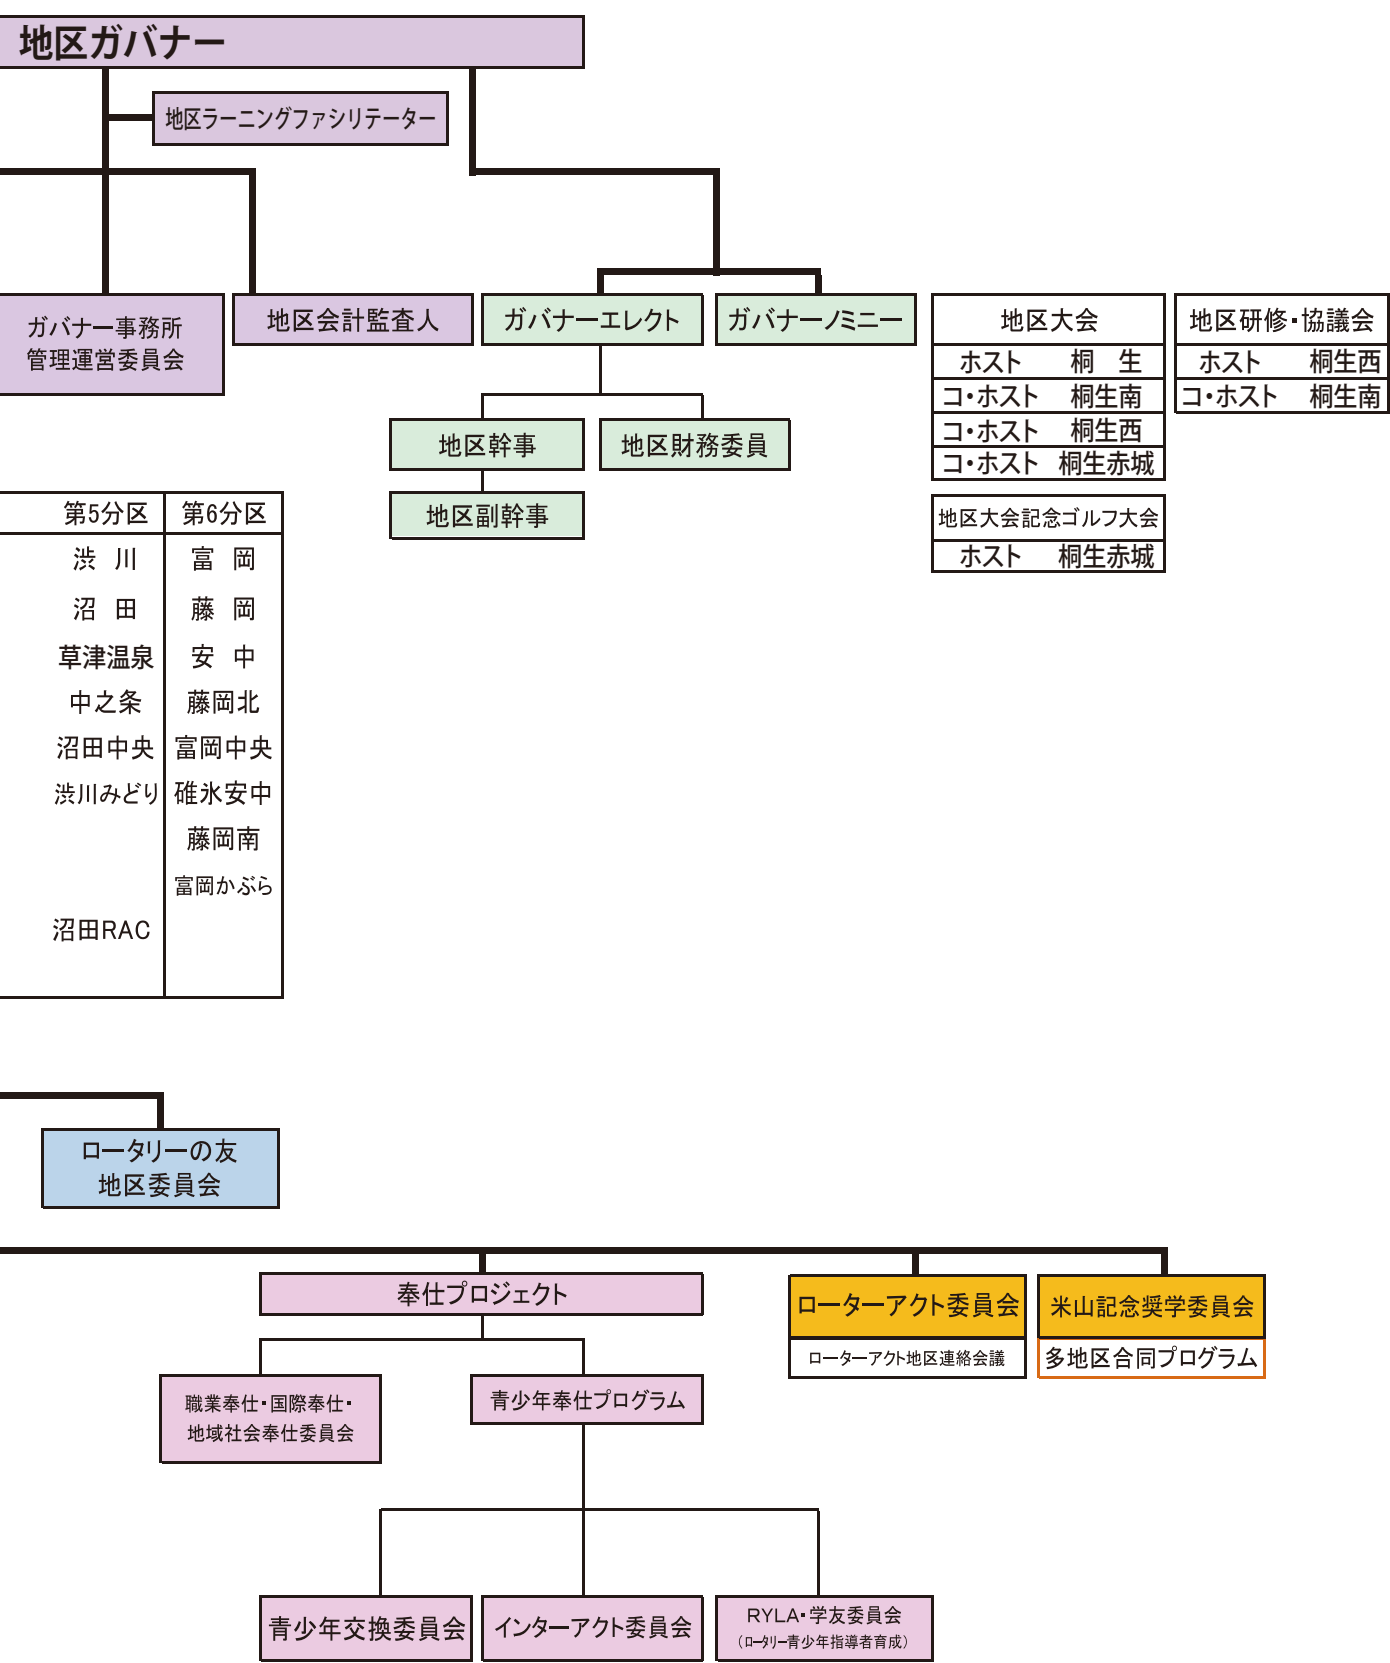 地区ガバナー
地区ラーニングファシリテーター
ガバナー事務所
管理運営委員会
地区会計監査人
ガバナーエレクト
ガバナーノミニー
地区大会
ホスト 桐 生
コ・ホスト 桐生南
コ・ホスト 桐生西
コ・ホスト 桐生赤城
地区研修・協議会
ホスト 桐生西
コ・ホスト 桐生南
地区幹事
地区財務委員
地区副幹事
地区大会記念ゴルフ大会
ホスト 桐生赤城
第5分区 第6分区
渋 川 富 岡
沼 田 藤 岡
草津温泉 安 中
中之条 藤岡北
沼田中央 富岡中央
渋川みどり 碓氷安中
藤岡南
富岡かぶら
沼田RAC
ロータリーの友
地区委員会
奉仕プロジェクト
ローターアクト委員会
ローターアクト地区連絡会議
米山記念奨学委員会
多地区合同プログラム
職業奉仕・国際奉仕・
地域社会奉仕委員会
青少年奉仕プログラム
青少年交換委員会
インターアクト委員会
RYLA・学友委員会
（ロータリー青少年指導者育成）